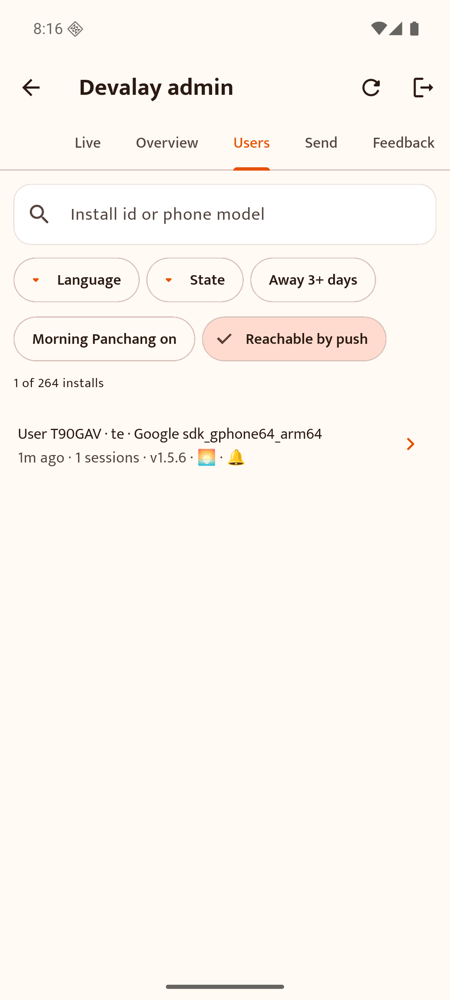 8:16
Devalay admin
Live Overview Users Send Feedback
Install id or phone model
Language State Away 3+ days
Morning Panchang on Reachable by push
1 of 264 installs
User T90GAV · te · Google sdk_gphone64_arm64
1m ago · 1 sessions · v1.5.6 · 🌅 · 🔔